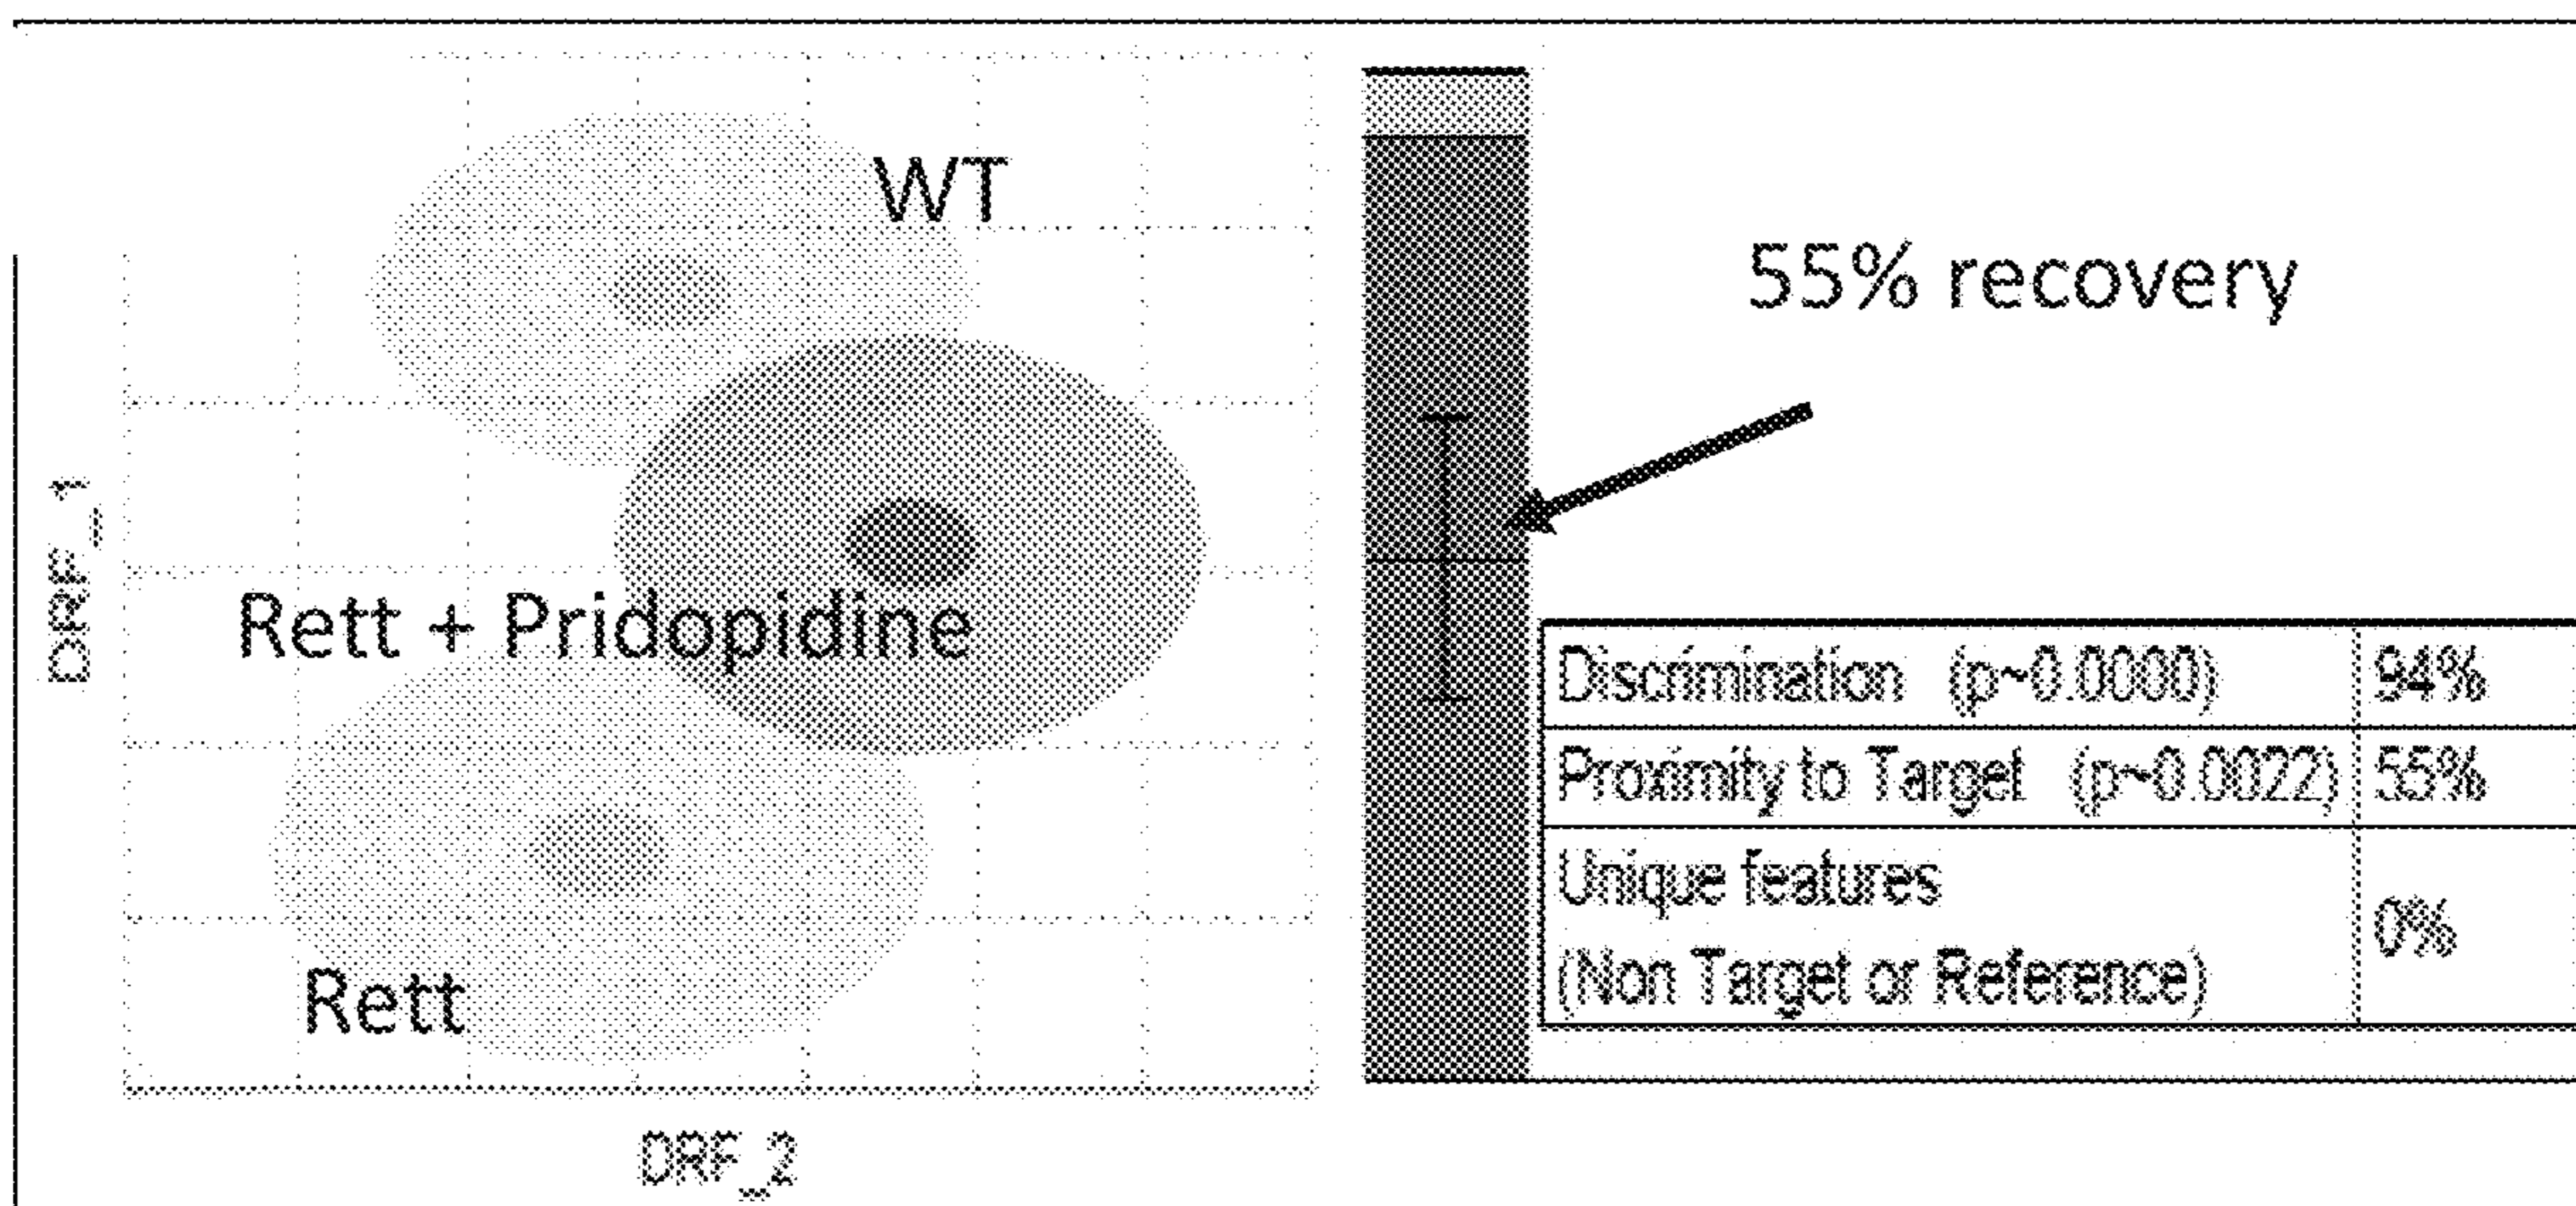 WT
55% recovery
DRF_1
Rett + Pridopidine
Rett
DRF_2
Discrimination (p~0.0000) 94%
Proximity to Target (p~0.0022) 55%
Unique features
(Non Target or Reference) 0%